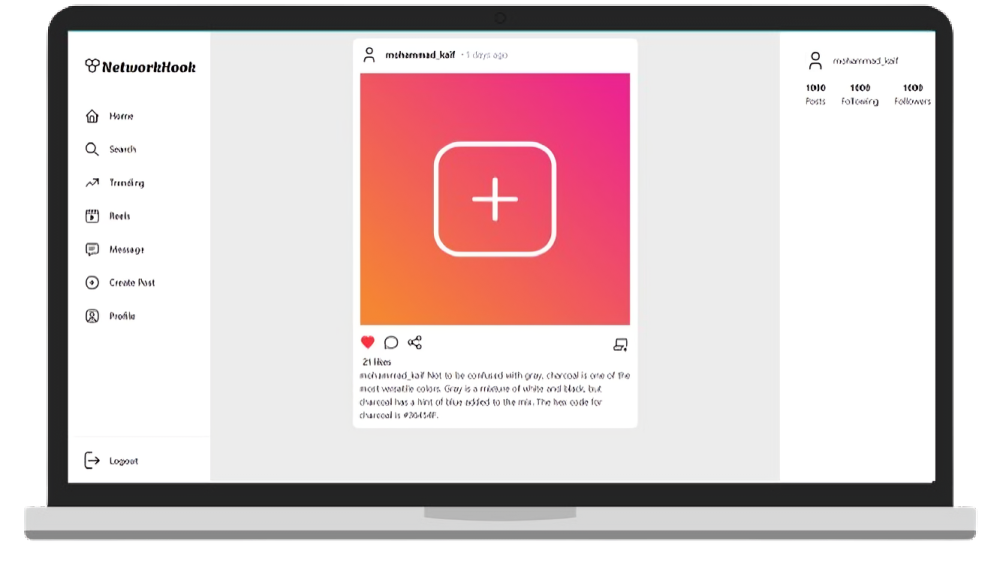 NetworkHook
Home
Search
Trending
Reels
Message
Create Post
Profile
Logout
mohammad_kaif • 1 days ago
21 likes
mohammad_kaif Not to be confused with gray, charcoal is one of the
most versatile colors. Gray is a mixture of white and black, but
charcoal has a hint of blue added to the mix. The hex code for
charcoal is
mohammad_kaif
1010 1000 1000
Posts Following Followers